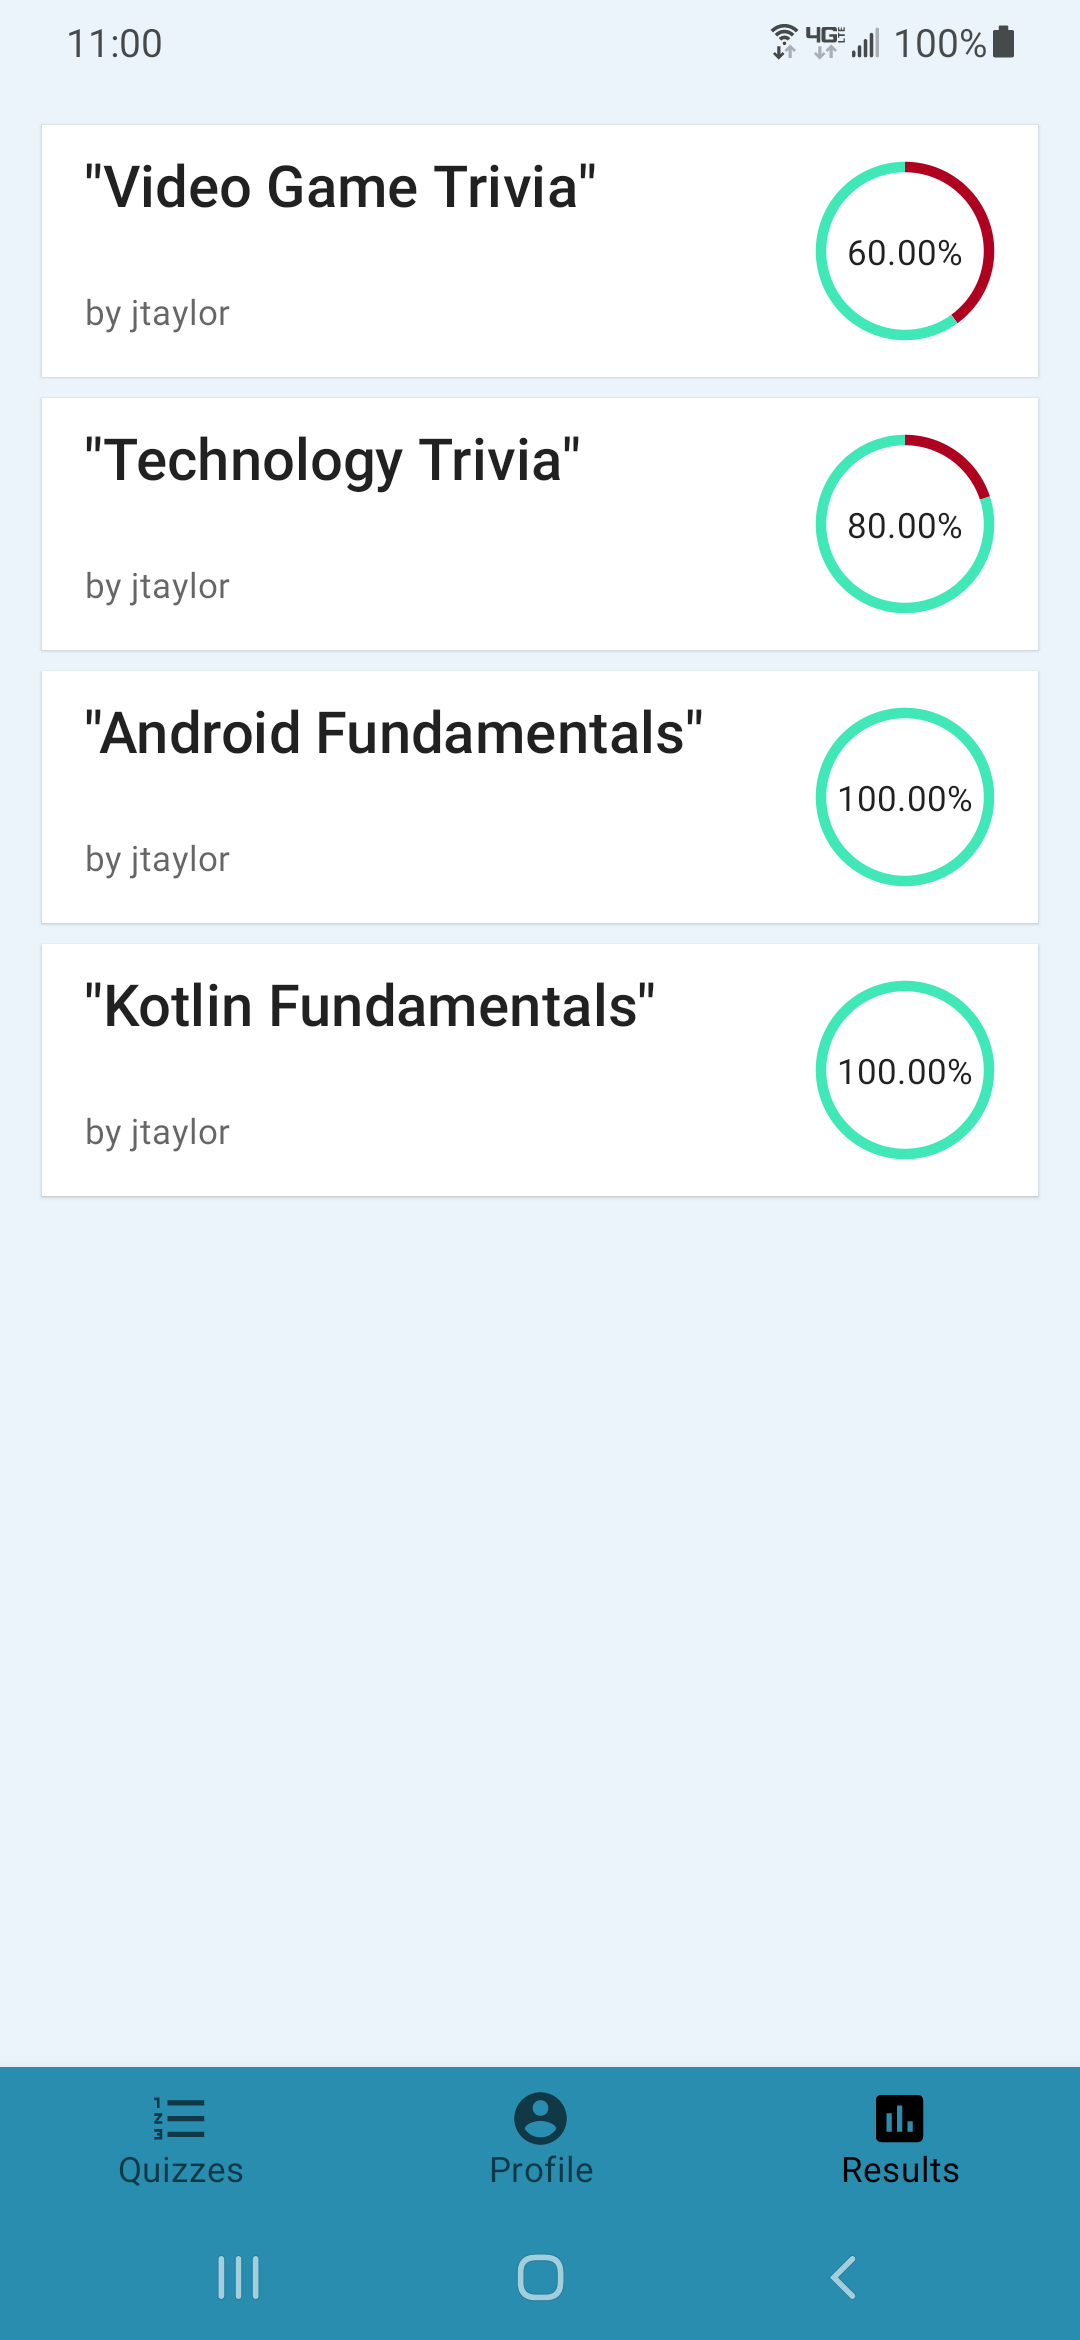 11:00 4G LTE 100%
"Video Game Trivia"
60.00%
by jtaylor
"Technology Trivia"
80.00%
by jtaylor
"Android Fundamentals"
100.00%
by jtaylor
"Kotlin Fundamentals"
100.00%
by jtaylor
Quizzes Profile Results